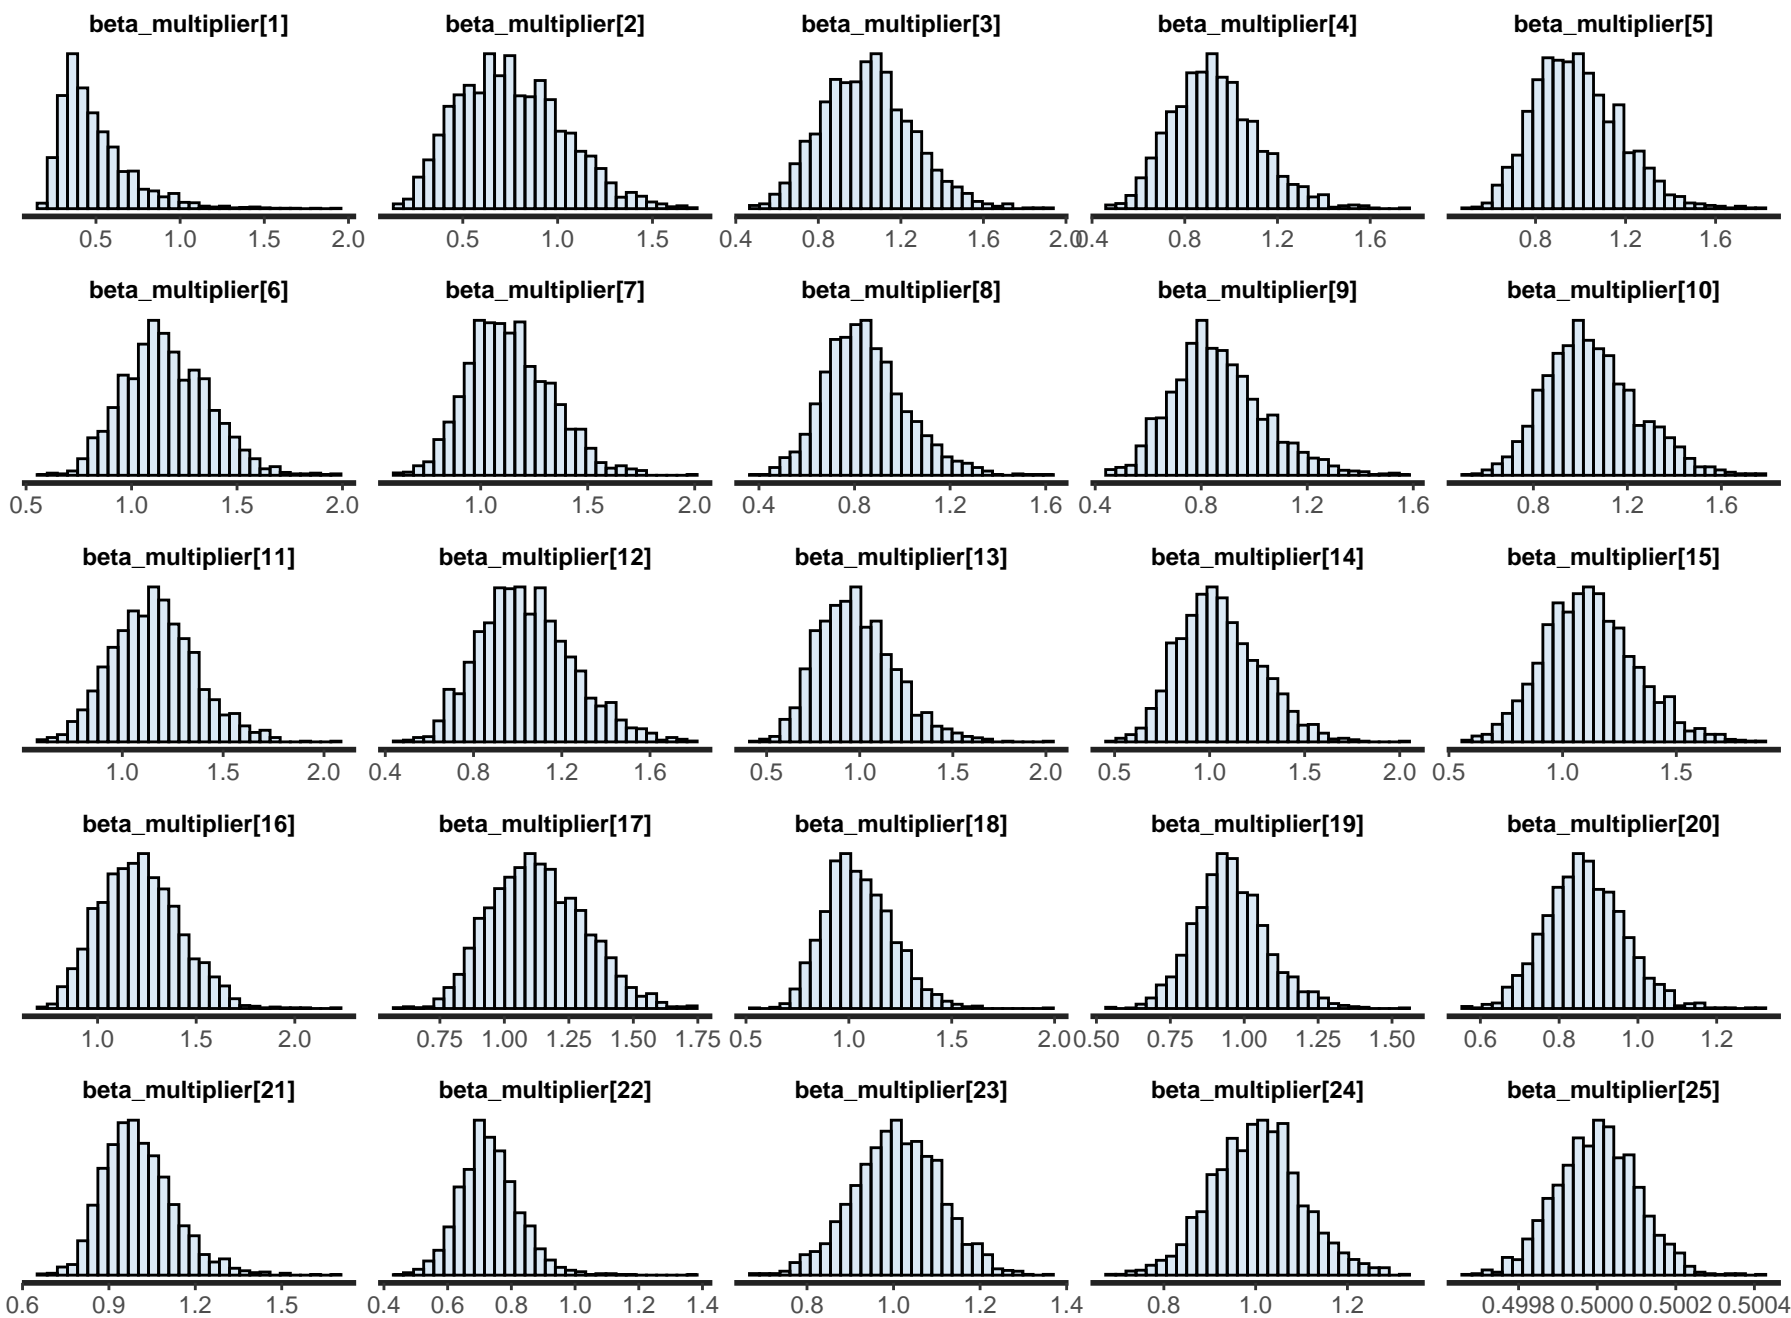 beta_multiplier[1] beta_multiplier[2] beta_multiplier[3] beta_multiplier[4] beta_multiplier[5]
0.5 1.0 1.5 2.0 0.5 1.0 1.5 0.4 0.8 1.2 1.6 2.0 0.4 0.8 1.2 1.6 0.8 1.2 1.6
beta_multiplier[6] beta_multiplier[7] beta_multiplier[8] beta_multiplier[9] beta_multiplier[10]
0.5 1.0 1.5 2.0 1.0 1.5 2.0 0.4 0.8 1.2 1.6 0.4 0.8 1.2 1.6 0.8 1.2 1.6
beta_multiplier[11] beta_multiplier[12] beta_multiplier[13] beta_multiplier[14] beta_multiplier[15]
1.0 1.5 2.0 0.4 0.8 1.2 1.6 0.5 1.0 1.5 2.0 0.5 1.0 1.5 2.0 0.5 1.0 1.5
beta_multiplier[16] beta_multiplier[17] beta_multiplier[18] beta_multiplier[19] beta_multiplier[20]
1.0 1.5 2.0 0.75 1.00 1.25 1.50 1.75 0.5 1.0 1.5 2.0 0.50 0.75 1.00 1.25 1.50 0.6 0.8 1.0 1.2
beta_multiplier[21] beta_multiplier[22] beta_multiplier[23] beta_multiplier[24] beta_multiplier[25]
0.6 0.9 1.2 1.5 0.4 0.6 0.8 1.0 1.2 1.4 0.8 1.0 1.2 1.4 0.8 1.0 1.2 0.4998 0.5000 0.5002 0.5004